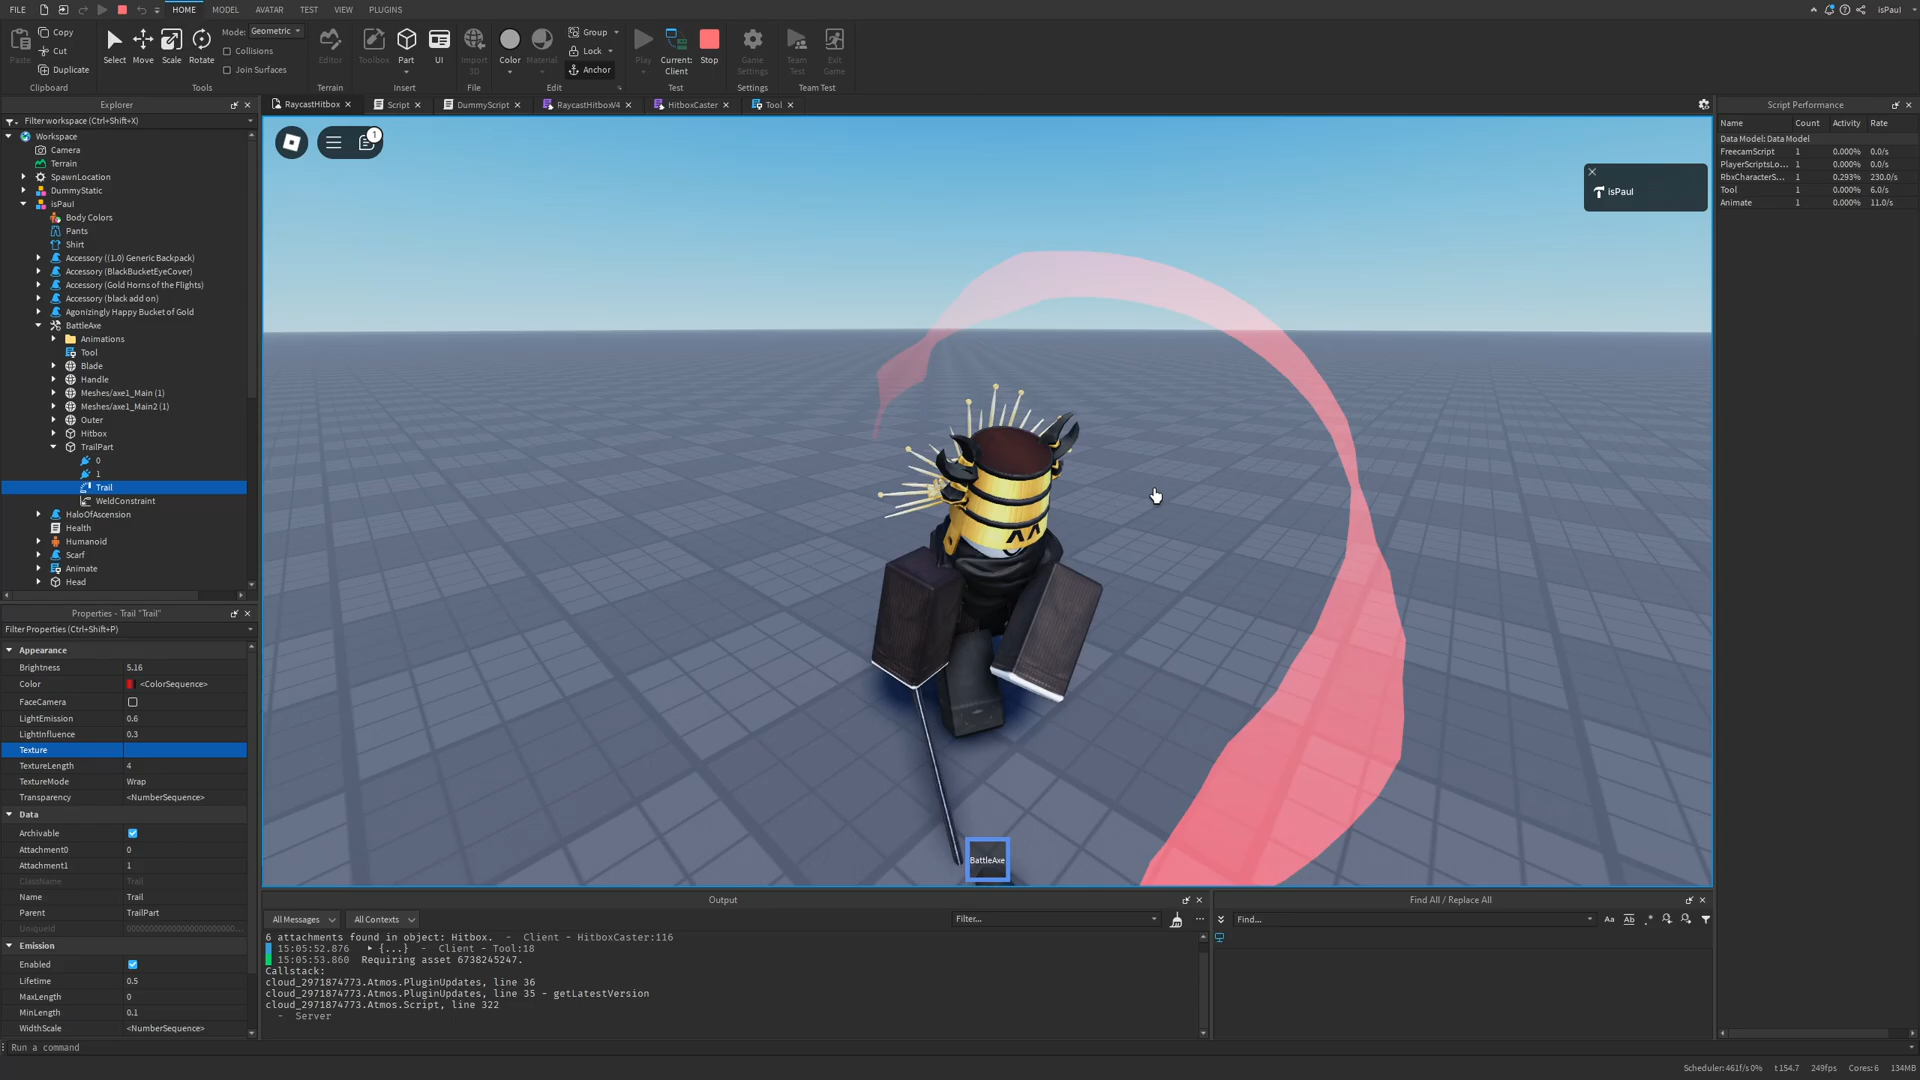 FILE
HOME
MODEL
AVATAR
TEST
VIEW
PLUGINS
isPaul
Paste
Copy
Cut
Duplicate
Clipboard
Select
Move
Scale
Rotate
Mode:
Geometric
Collisions
Join Surfaces
Tools
Editor
Terrain
Toolbox
Part
UI
Insert
Import
3D
File
Color
Material
Group
Lock
Anchor
Edit
Play
Current:
Client
Stop
Test
Game
Settings
Settings
Team
Test
Exit
Game
Team Test
Explorer
RaycastHitbox
Script
DummyScript
RaycastHitboxV4
HitboxCaster
Tool
Script Performance
Filter workspace (Ctrl+Shift+X)
Workspace
Camera
Terrain
SpawnLocation
DummyStatic
isPaul
Body Colors
Pants
Shirt
Accessory ((1.0) Generic Backpack)
Accessory (BlackBucketEyeCover)
Accessory (Gold Horns of the Flights)
Accessory (black add on)
Agonizingly Happy Bucket of Gold
BattleAxe
Animations
Tool
Blade
Handle
Meshes/axe1_Main (1)
Meshes/axe1_Main2 (1)
Outer
Hitbox
TrailPart
0
1
Trail
WeldConstraint
HaloOfAscension
Health
Humanoid
Scarf
Animate
Head
Properties - Trail "Trail"
Filter Properties (Ctrl+Shift+P)
Appearance
Brightness 5.16
Color <ColorSequence>
FaceCamera
LightEmission 0.6
LightInfluence 0.3
Texture
TextureLength 4
TextureMode Wrap
Transparency <NumberSequence>
Data
Archivable
Attachment0 0
Attachment1 1
ClassName Trail
Name Trail
Parent TrailPart
UniqueId
Emission
Enabled
Lifetime 0.5
MaxLength 0
MinLength 0.1
WidthScale <NumberSequence>
1
isPaul
BattleAxe
Name Count Activity Rate
Data Model: Data Model
FreecamScript 1 0.000% 0.0/s
PlayerScriptsLo... 1 0.000% 0.0/s
RbxCharacterS... 1 0.293% 230.0/s
Tool 1 0.000% 6.0/s
Animate 1 0.000% 11.0/s
Output
All Messages
All Contexts
Filter...
6 attachments found in object: Hitbox. - Client - HitboxCaster:116
15:05:52.876 ▸ {...} - Client - Tool:18
15:05:53.860 Requiring asset 6738245247.
Callstack:
cloud_2971874773.Atmos.PluginUpdates, line 36
cloud_2971874773.Atmos.PluginUpdates, line 35 - getLatestVersion
cloud_2971874773.Atmos.Script, line 322
- Server
Find All / Replace All
Find...
Aa
Ab
Run a command
Scheduler: 461f/s 0% t 154.7 249fps Cores: 6 134MB